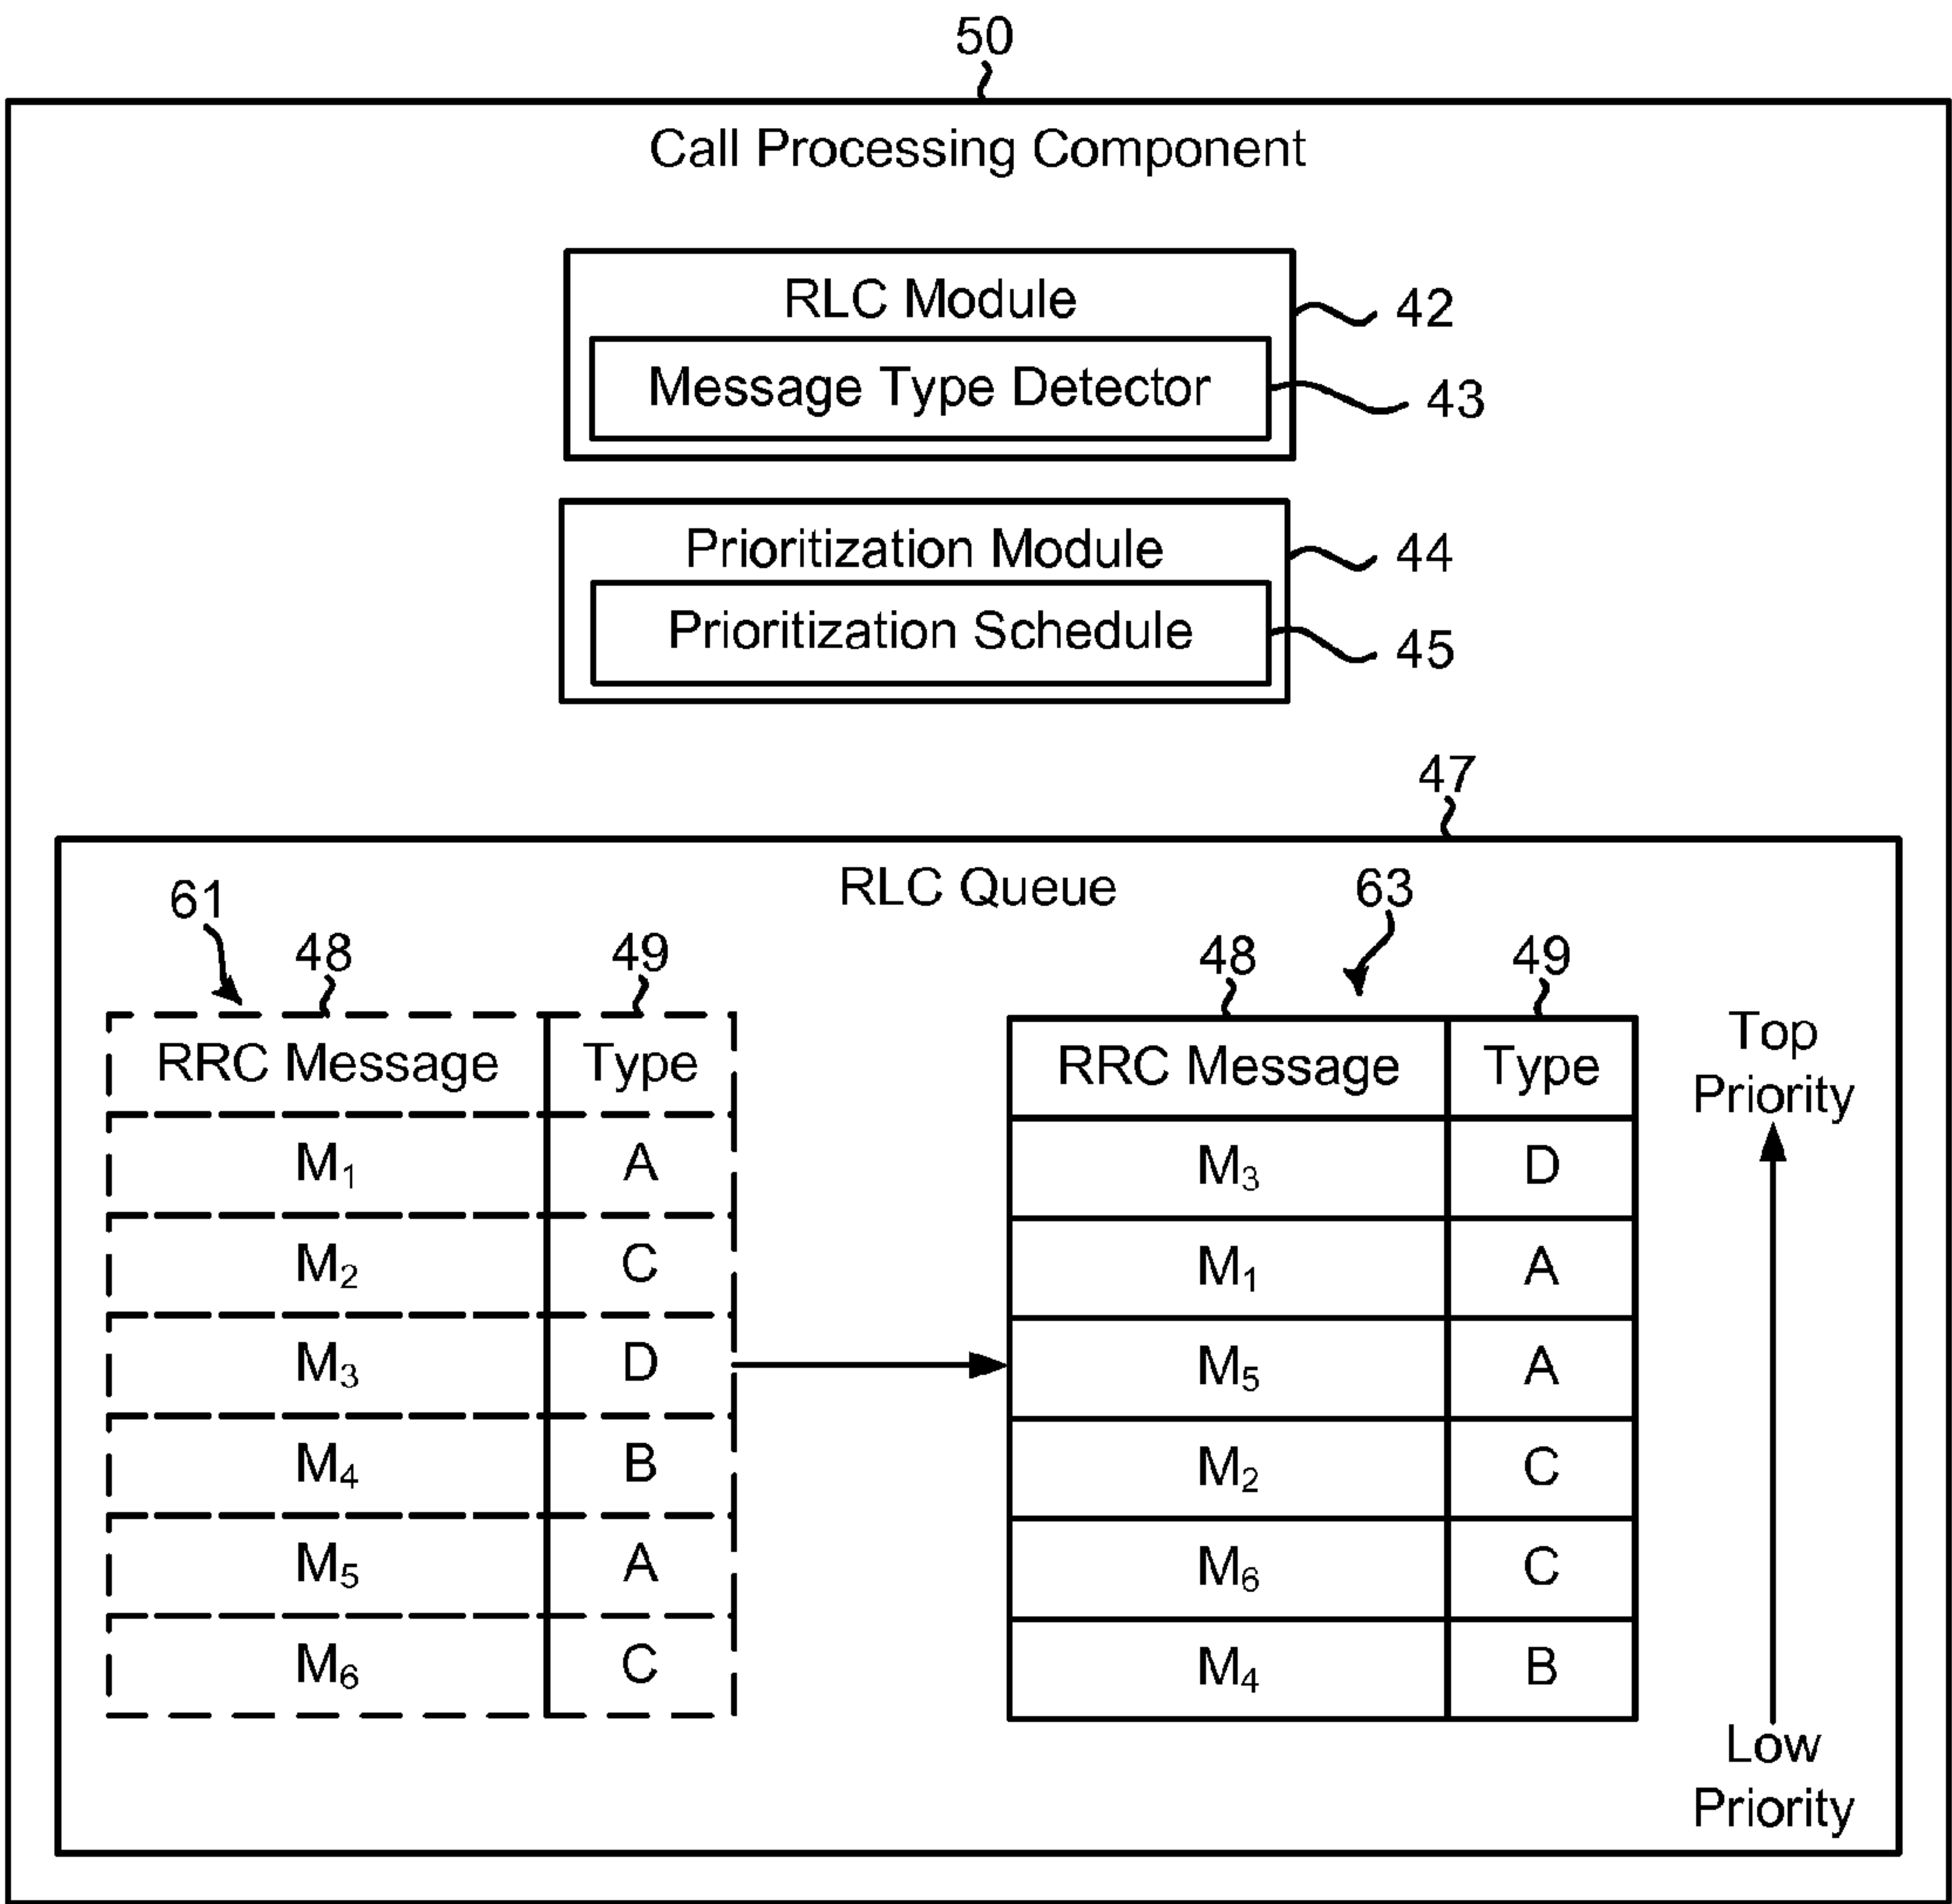 50
Call Processing Component
RLC Module
42
Message Type Detector
43
Prioritization Module
44
Prioritization Schedule
45
47
RLC Queue
61
63
48 49
48 49
RRC Message Type
M1 A
M2 C
M3 D
M4 B
M5 A
M6 C
RRC Message Type
M3 D
M1 A
M5 A
M2 C
M6 C
M4 B
Top
Priority
Low
Priority